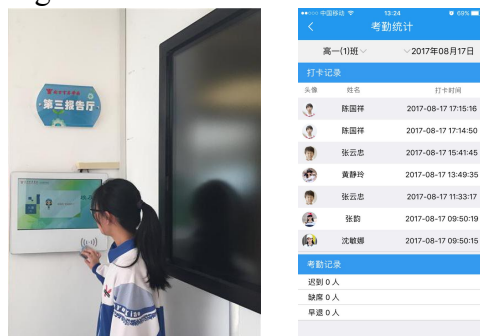 第三报告厅
中国移动 13:24 69%
考勤统计
高一(1)班 2017年08月17日
打卡记录
头像 姓名 打卡时间
陈国祥 2017-08-17 17:15:16
陈国祥 2017-08-17 17:14:50
张云忠 2017-08-17 15:41:45
黄静玲 2017-08-17 13:49:35
张云忠 2017-08-17 11:33:17
张韵 2017-08-17 09:50:19
沈敏娜 2017-08-17 09:50:15
考勤记录
迟到 0 人
缺席 0 人
早退 0 人